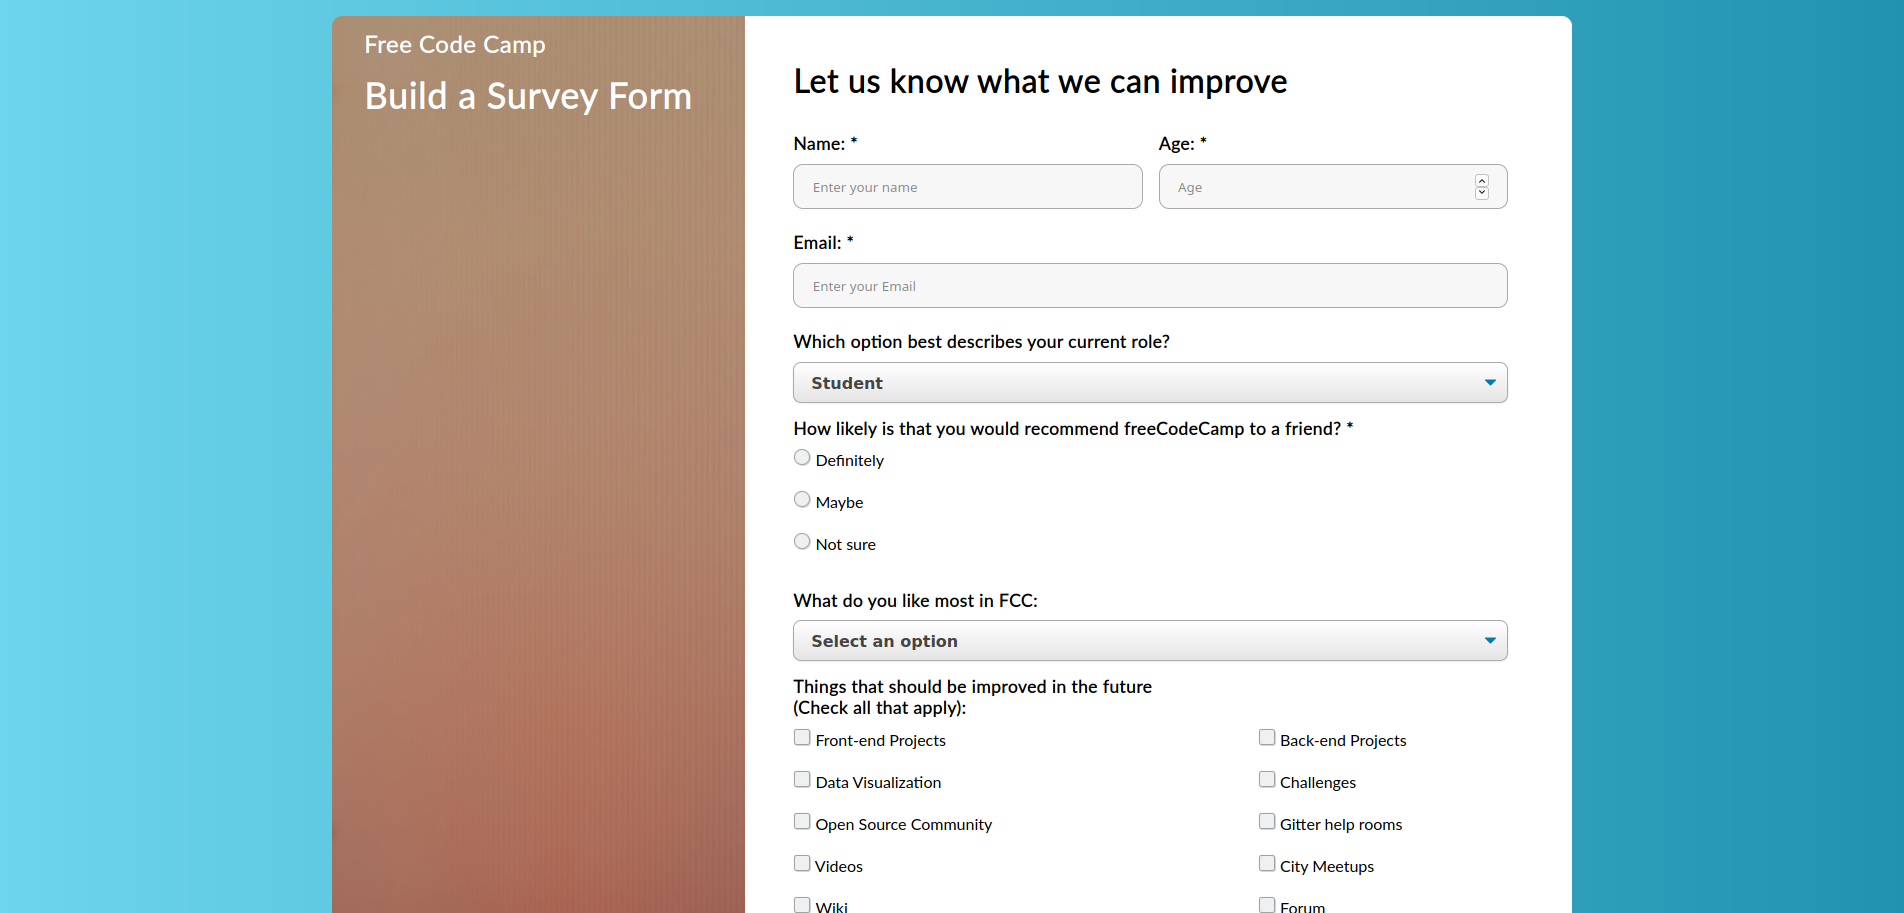 Free Code Camp
Build a Survey Form
Let us know what we can improve
Name: *
Age: *
Enter your name
Age
Email: *
Enter your Email
Which option best describes your current role?
Student
How likely is that you would recommend freeCodeCamp to a friend? *
Definitely
Maybe
Not sure
What do you like most in FCC:
Select an option
Things that should be improved in the future
(Check all that apply):
Front-end Projects
Back-end Projects
Data Visualization
Challenges
Open Source Community
Gitter help rooms
Videos
City Meetups
Wiki
Forum